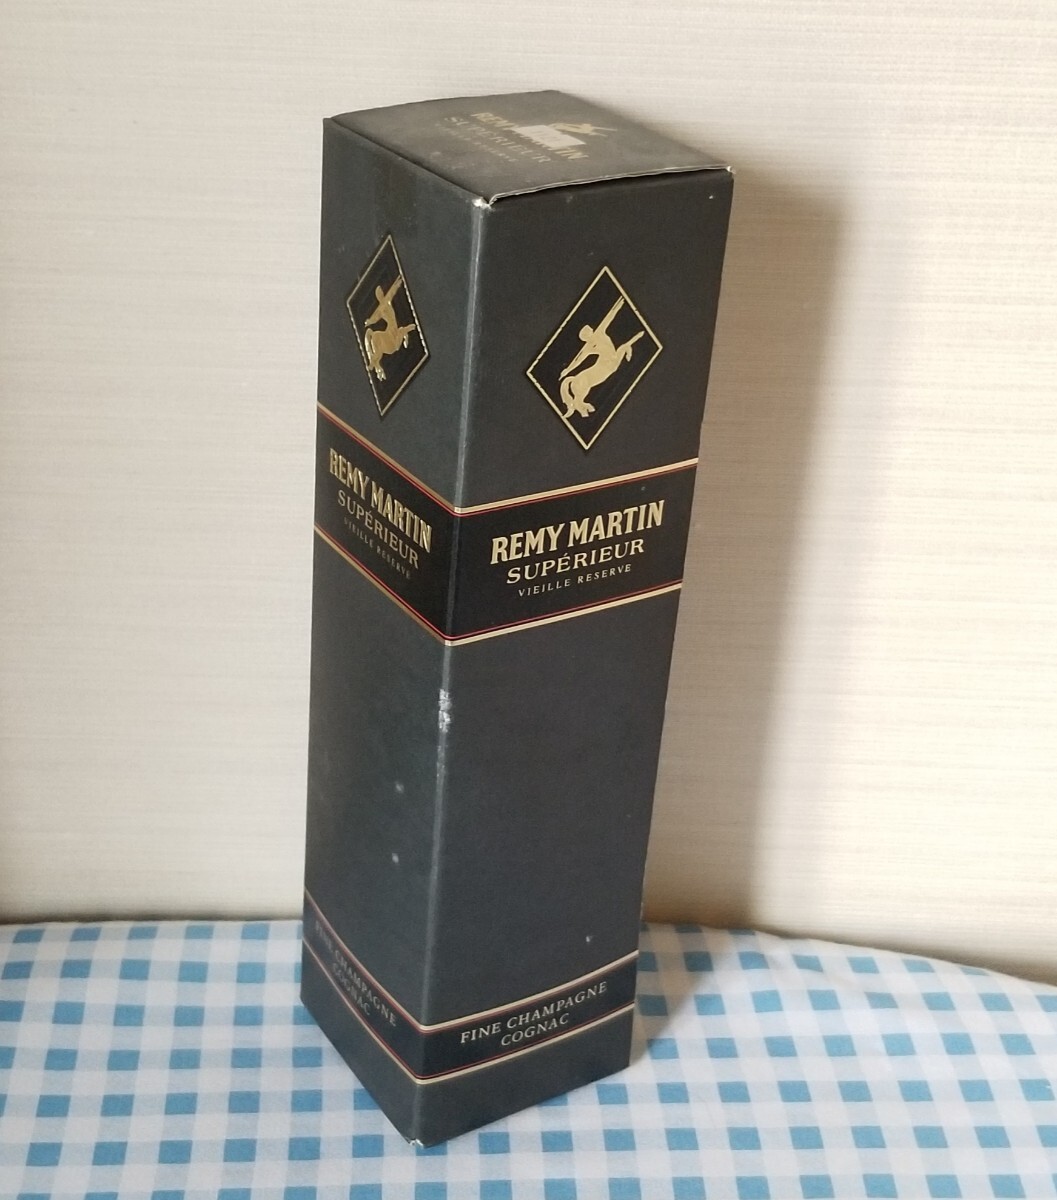 REMY MARTIN
SUPÉRIEUR
REMY MARTIN
SUPÉRIEUR
VIEILLE RESERVE
FINE CHAMPAGNE
COGNAC
REMY MARTIN
SUPÉRIEUR
VIEILLE RESERVE
FINE CHAMPAGNE
COGNAC